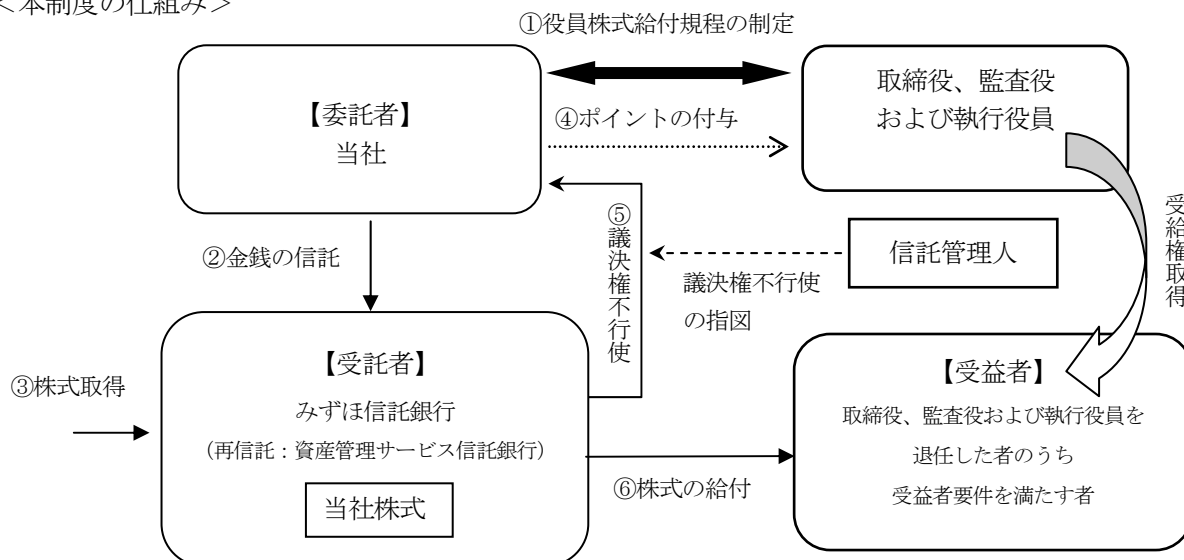 ＜本制度の仕組み＞
①役員株式給付規程の制定
【委託者】
当社
④ポイントの付与
取締役、監査役
および執行役員
②金銭の信託
⑤議決権不行使
議決権不行使
の指図
信託管理人
受給権取得
③株式取得
【受託者】
みずほ信託銀行
（再信託：資産管理サービス信託銀行）
当社株式
⑥株式の給付
【受益者】
取締役、監査役および執行役員を
退任した者のうち
受益者要件を満たす者